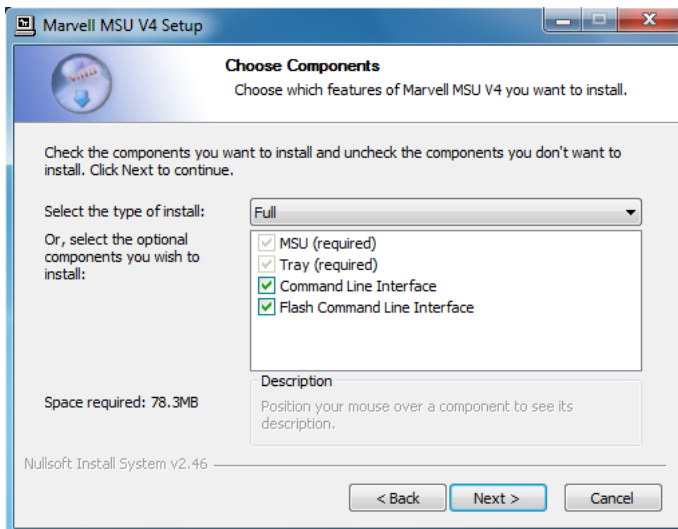 Marvell MSU V4 Setup
Choose Components
Choose which features of Marvell MSU V4 you want to install.
Check the components you want to install and uncheck the components you don't want to
install. Click Next to continue.
Select the type of install:
Full
Or, select the optional
components you wish to
install:
MSU (required)
Tray (required)
Command Line Interface
Flash Command Line Interface
Space required: 78.3MB
Description
Position your mouse over a component to see its
description.
Nullsoft Install System v2.46
< Back
Next >
Cancel